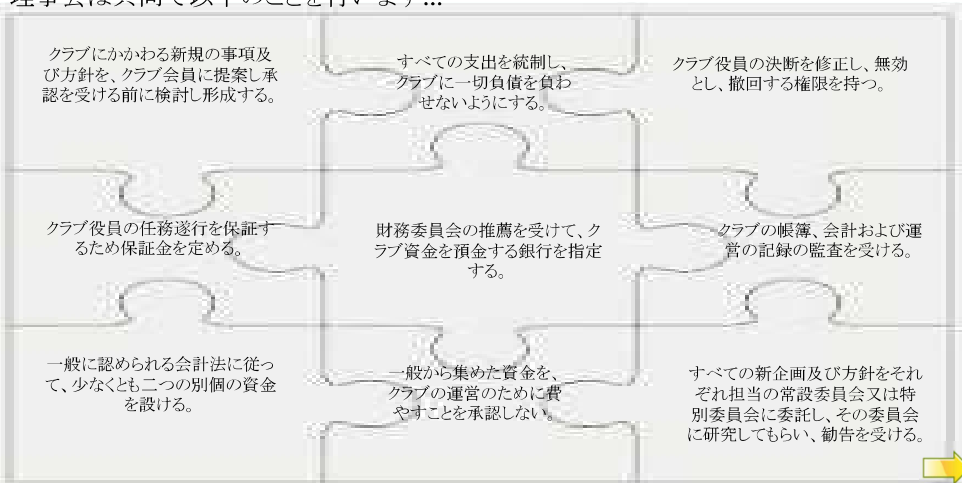 理事会は共同で以下のことを行います...
クラブにかかわる新規の事項及
び方針を、クラブ会員に提案し承
認を受ける前に検討し形成する。
すべての支出を統制し、
クラブに一切負債を負わ
せないようにする。
クラブ役員の決断を修正し、無効
とし、撤回する権限を持つ。
クラブ役員の任務遂行を保証す
るため保証金を定める。
財務委員会の推薦を受けて、ク
ラブ資金を預金する銀行を指定
する。
クラブの帳簿、会計および運
営の記録の監査を受ける。
一般に認められる会計法に従っ
て、少なくとも二つの別個の資金
を設ける。
一般から集めた資金を、
クラブの運営のために費
やすことを承認しない。
すべての新企画及び方針をそれ
ぞれ担当の常設委員会又は特
別委員会に委託し、その委員会
に研究してもらい、勧告を受ける。